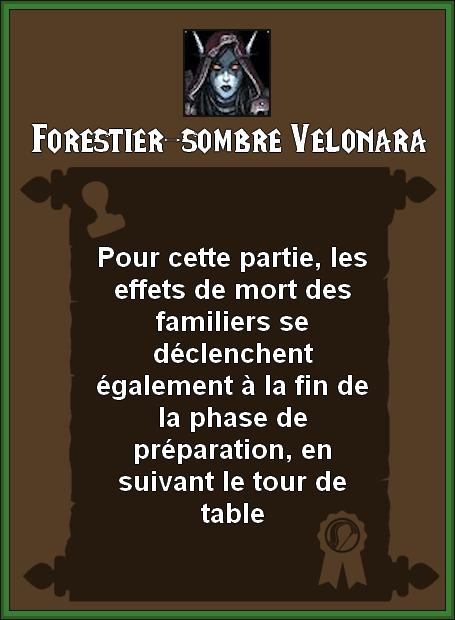 Forestier-sombre Velonara
Pour cette partie, les
effets de mort des
familiers se
déclenchent
également à la fin de
la phase de
préparation, en
suivant le tour de
table